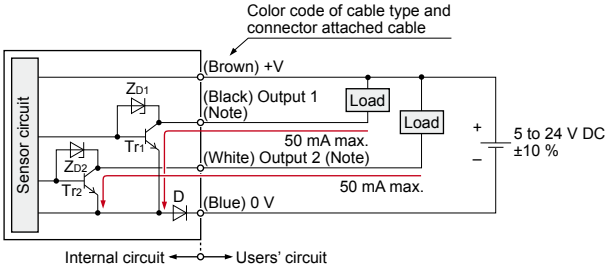 Color code of cable type and
connector attached cable
(Brown) +V
ZD1
(Black) Output 1
(Note)
Load
Load
Sensor circuit
Tr1
50 mA max.
+
5 to 24 V DC
±10 %
−
ZD2
(White) Output 2 (Note)
Tr2
50 mA max.
D
(Blue) 0 V
Internal circuit
Users' circuit